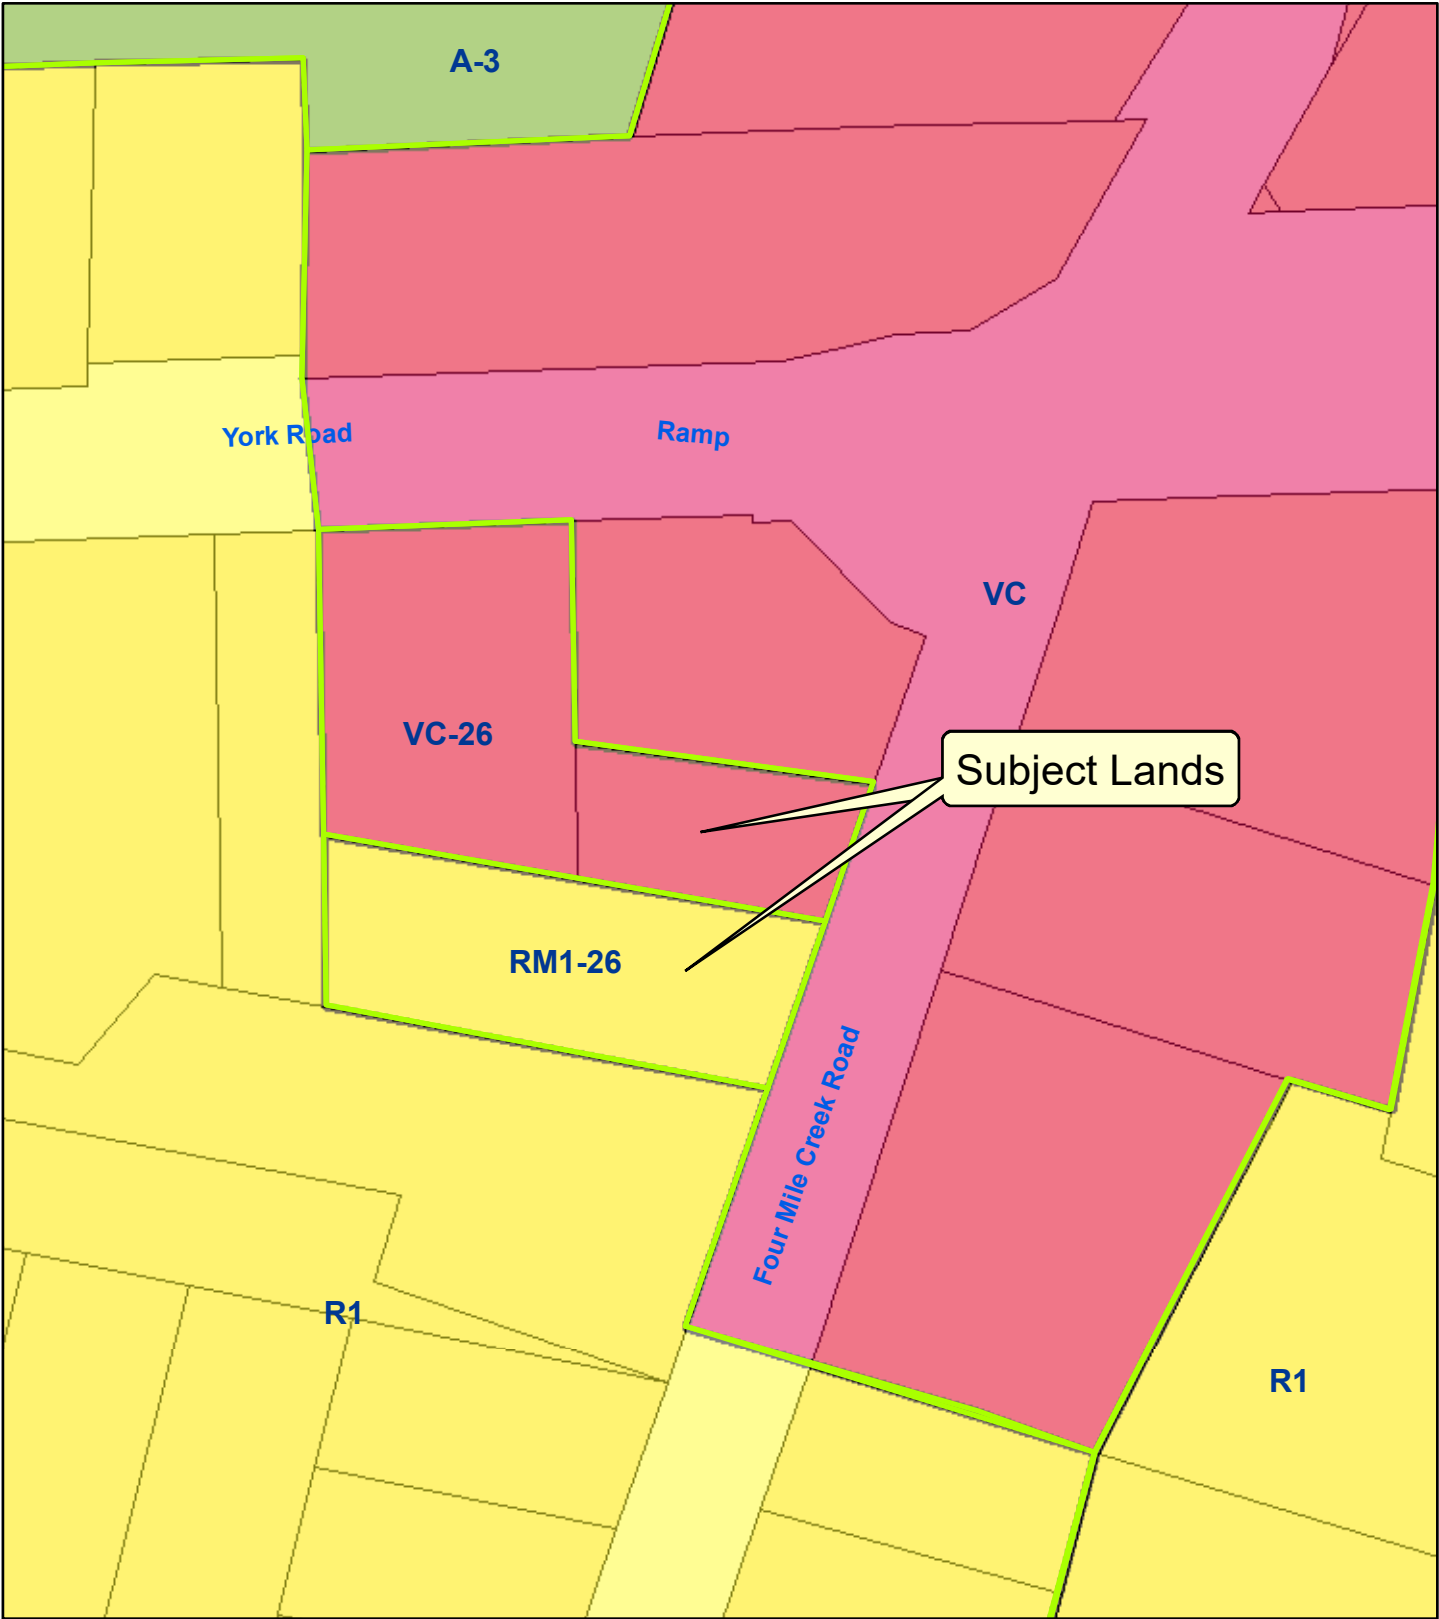 A-3
York Road
Ramp
VC
VC-26
Subject Lands
RM1-26
Four Mile Creek Road
R1
R1